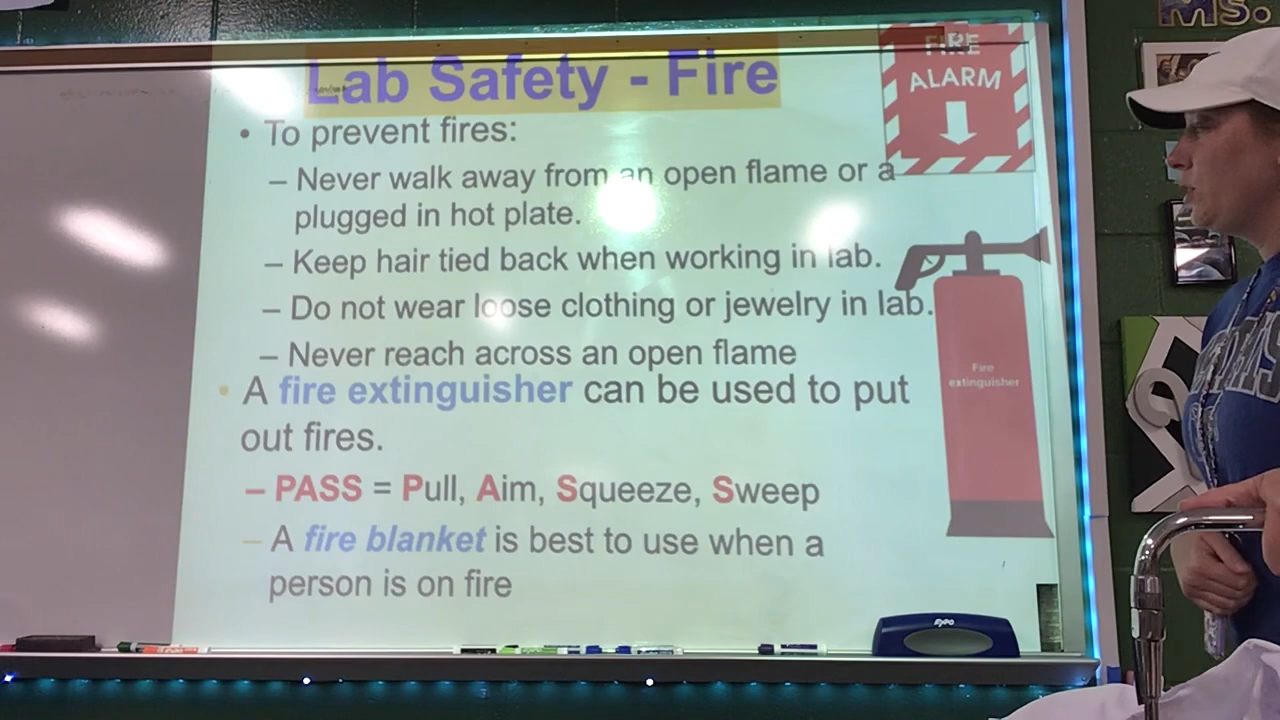 Ms.
Lab Safety - Fire
FIRE
ALARM
• To prevent fires:
– Never walk away from an open flame or a
plugged in hot plate.
– Keep hair tied back when working in lab.
– Do not wear loose clothing or jewelry in lab.
– Never reach across an open flame
Fire
extinguisher
• A fire extinguisher can be used to put
out fires.
– PASS = Pull, Aim, Squeeze, Sweep
– A fire blanket is best to use when a
person is on fire
EXPO